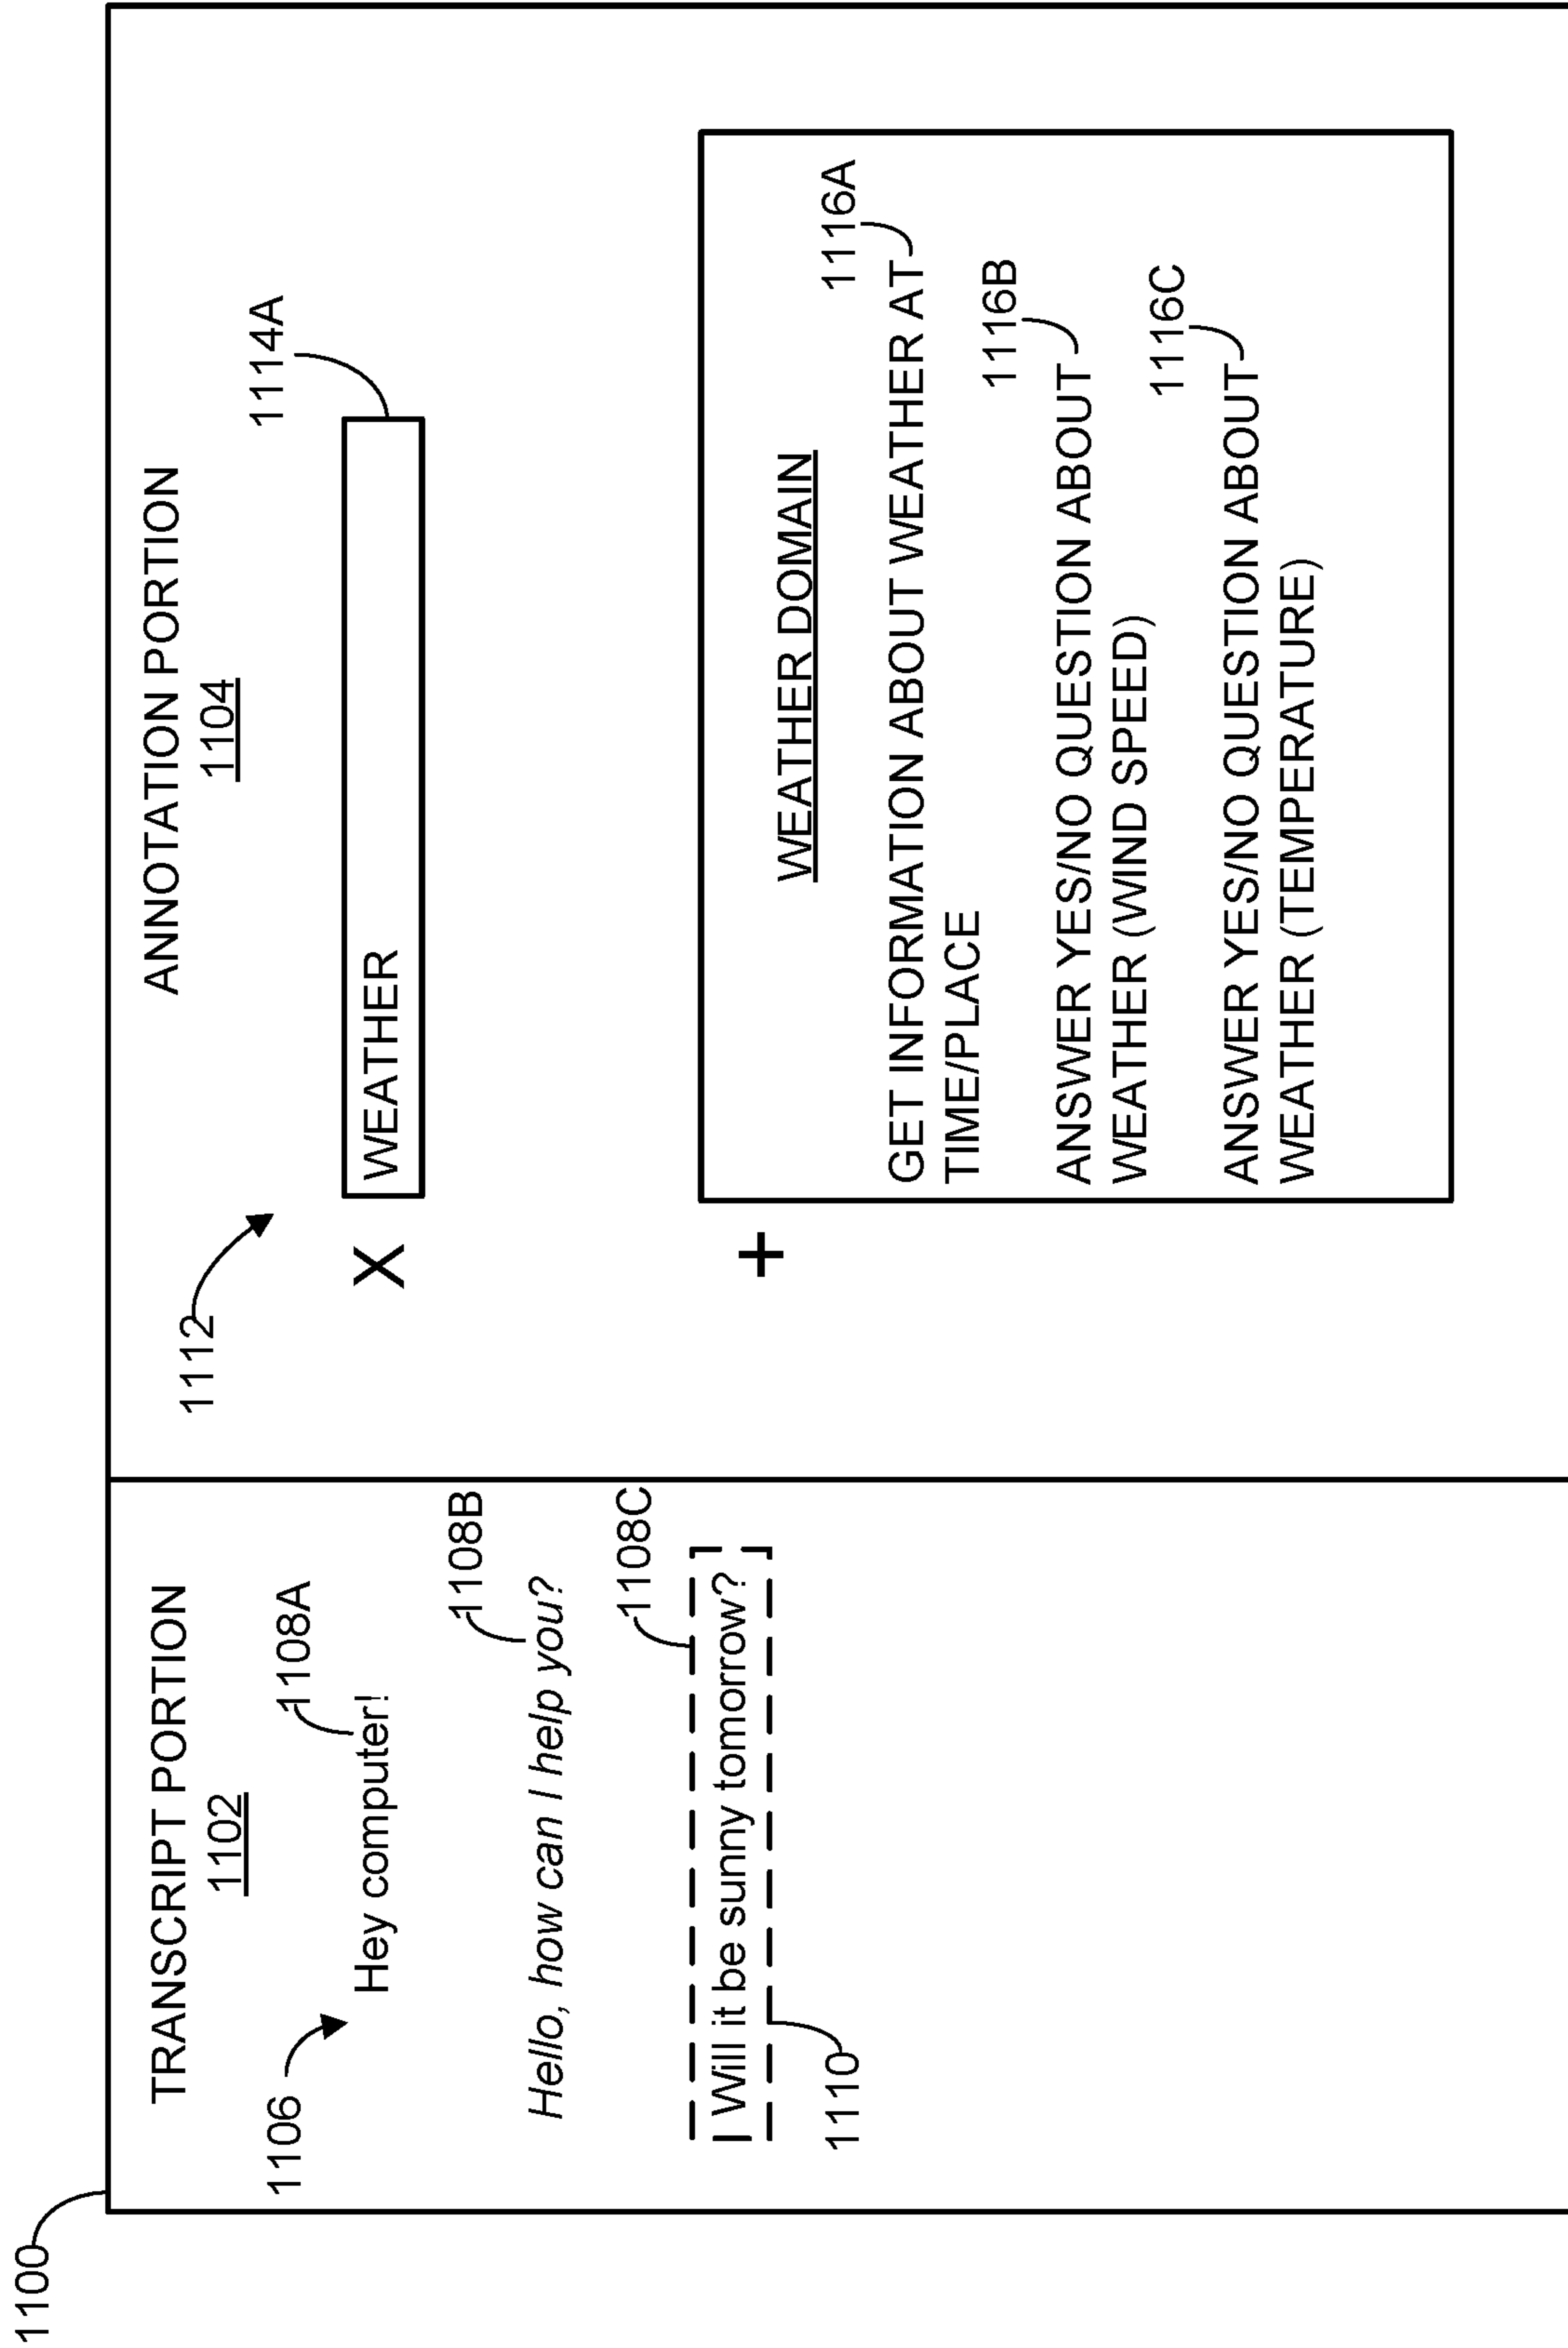 1100
TRANSCRIPT PORTION
1102
1106
1108A
Hey computer!
1108B
Hello, how can I help you?
1108C
Will it be sunny tomorrow?
1110
ANNOTATION PORTION
1104
1112
1114A
X
WEATHER
+
WEATHER DOMAIN
1116A
GET INFORMATION ABOUT WEATHER AT
TIME/PLACE
1116B
ANSWER YES/NO QUESTION ABOUT
WEATHER (WIND SPEED)
1116C
ANSWER YES/NO QUESTION ABOUT
WEATHER (TEMPERATURE)